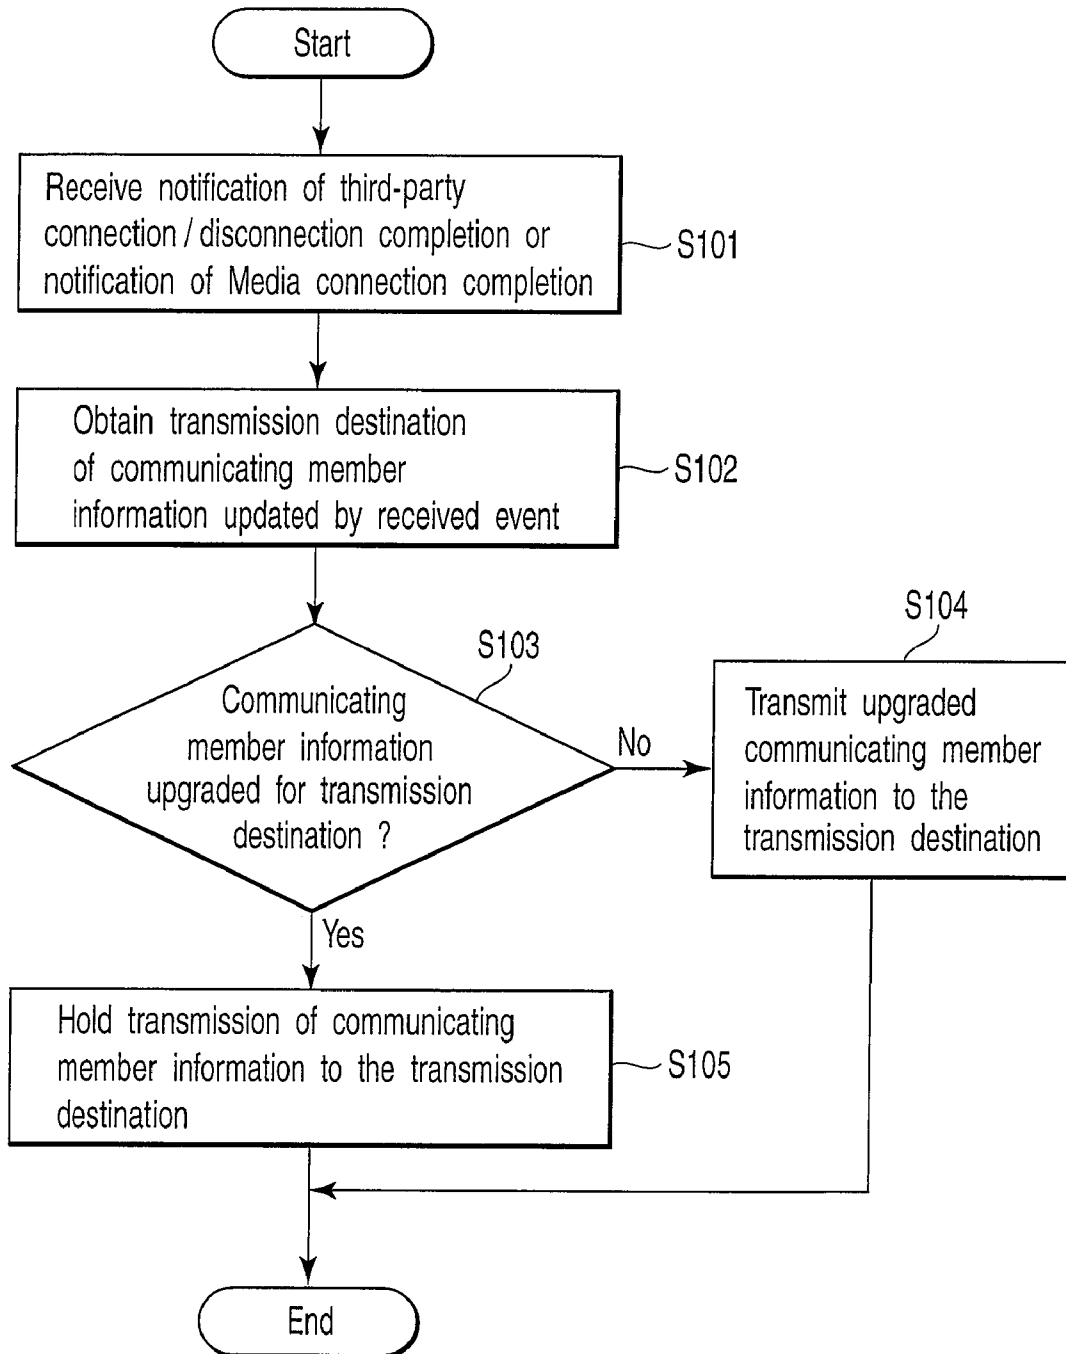 Start
Receive notification of third-party
connection / disconnection completion or
notification of Media connection completion
S101
Obtain transmission destination
of communicating member
information updated by received event
S102
S103
Communicating
member information
upgraded for transmission
destination ?
No
S104
Transmit upgraded
communicating member
information to the
transmission destination
Yes
Hold transmission of communicating
member information to the transmission
destination
S105
End